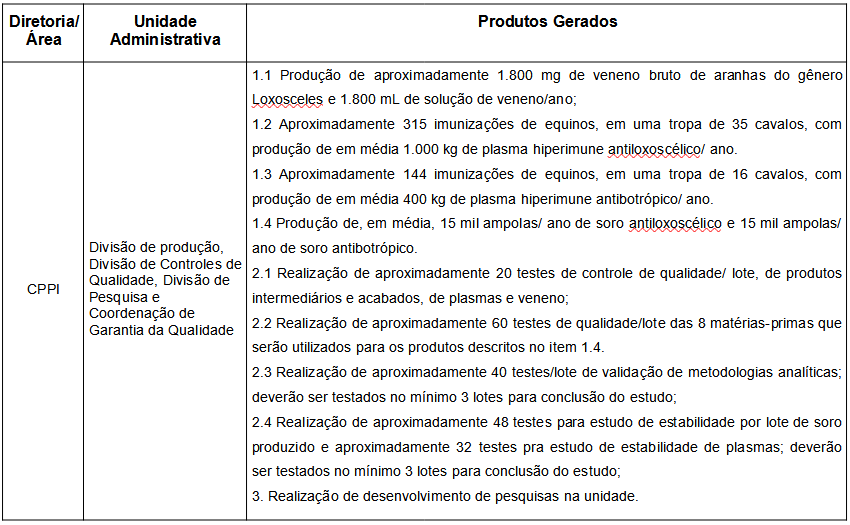 Diretoria/
Área
Unidade
Administrativa
Produtos Gerados
CPPI
Divisão de produção,
Divisão de Controles de
Qualidade, Divisão de
Pesquisa e
Coordenação de
Garantia da Qualidade
1.1 Produção de aproximadamente 1.800 mg de veneno bruto de aranhas do gênero
Loxosceles e 1.800 mL de solução de veneno/ano;
1.2 Aproximadamente 315 imunizações de equinos, em uma tropa de 35 cavalos, com
produção de em média 1.000 kg de plasma hiperimune antiloxoscélico/ ano.
1.3 Aproximadamente 144 imunizações de equinos, em uma tropa de 16 cavalos, com
produção de em média 400 kg de plasma hiperimune antibotrópico/ ano.
1.4 Produção de, em média, 15 mil ampolas/ ano de soro antiloxoscélico e 15 mil ampolas/
ano de soro antibotrópico.
2.1 Realização de aproximadamente 20 testes de controle de qualidade/ lote, de produtos
intermediários e acabados, de plasmas e veneno;
2.2 Realização de aproximadamente 60 testes de qualidade/lote das 8 matérias-primas que
serão utilizados para os produtos descritos no item 1.4.
2.3 Realização de aproximadamente 40 testes/lote de validação de metodologias analíticas;
deverão ser testados no mínimo 3 lotes para conclusão do estudo;
2.4 Realização de aproximadamente 48 testes para estudo de estabilidade por lote de soro
produzido e aproximadamente 32 testes pra estudo de estabilidade de plasmas; deverão
ser testados no mínimo 3 lotes para conclusão do estudo;
3. Realização de desenvolvimento de pesquisas na unidade.